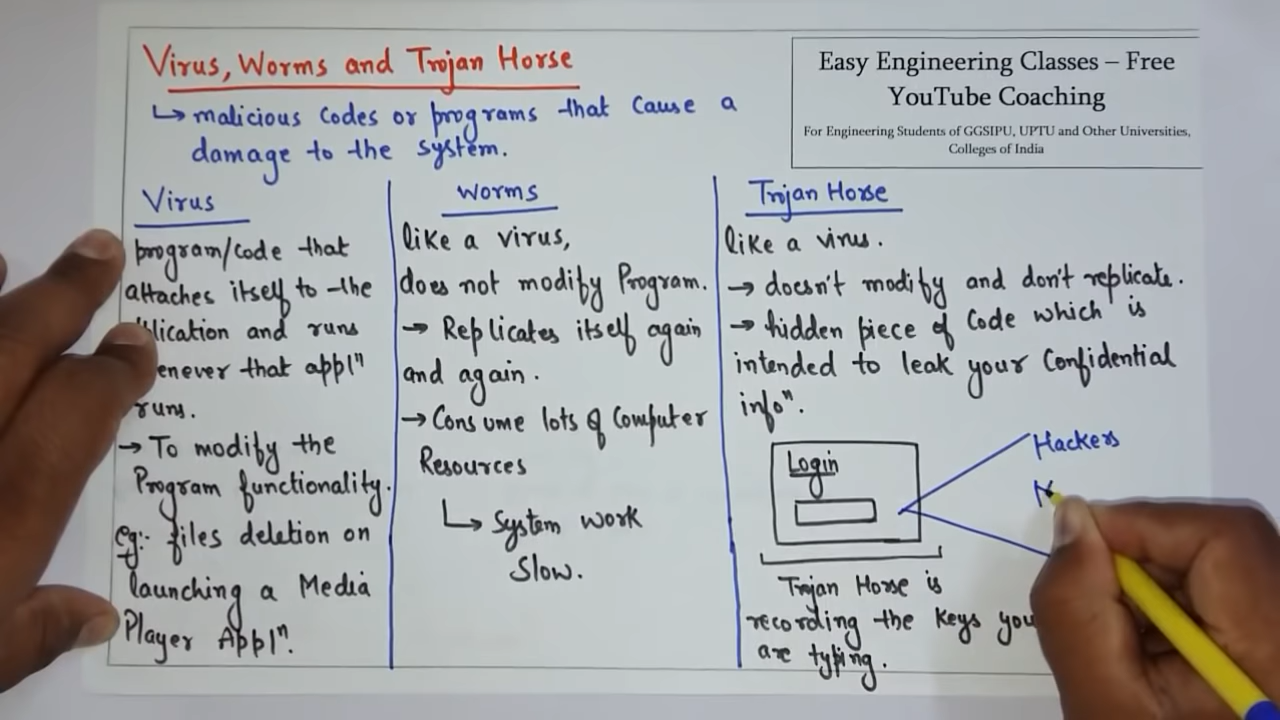 Virus, Worms and Trojan Horse
↳ malicious codes or programs that cause a
damage to the system.
Easy Engineering Classes – Free
YouTube Coaching
For Engineering Students of GGSIPU, UPTU and Other Universities,
Colleges of India
Virus
program/code that
attaches itself to the
lication and runs
enever that applⁿ
runs.
→ To modify the
Program functionality.
eg:- files deletion on
launching a Media
Player Applⁿ.
Worms
like a virus,
does not modify Program.
→ Replicates itself again
and again.
→ Consume lots of Computer
Resources
↳ System work
Slow.
Trojan Horse
like a virus.
→ doesn't modify and don't replicate.
→ hidden piece of Code which is
intended to leak your Confidential
infoⁿ.
Login
Hackers
Trojan Horse is
recording the keys you
are typing.